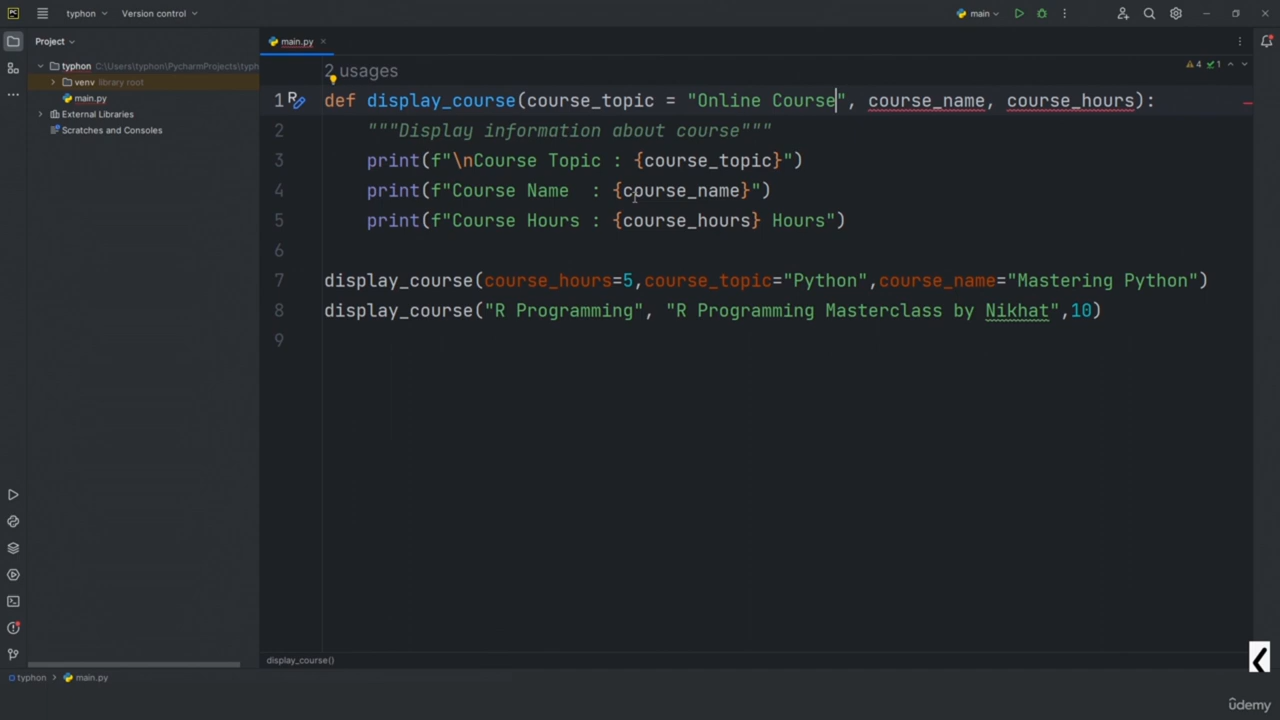 PC typhon Version control main
Project main.py
typhon C:\Users\typhon\PycharmProjects\typh
venv library root
main.py
External Libraries
Scratches and Consoles
2 usages
4 1
1 def display_course(course_topic = "Online Course", course_name, course_hours):
2 """Display information about course"""
3 print(f"\nCourse Topic : {course_topic}")
4 print(f"Course Name  : {course_name}")
5 print(f"Course Hours : {course_hours} Hours")
6
7 display_course(course_hours=5,course_topic="Python",course_name="Mastering Python")
8 display_course("R Programming", "R Programming Masterclass by Nikhat",10)
9
display_course()
typhon > main.py
ûdemy